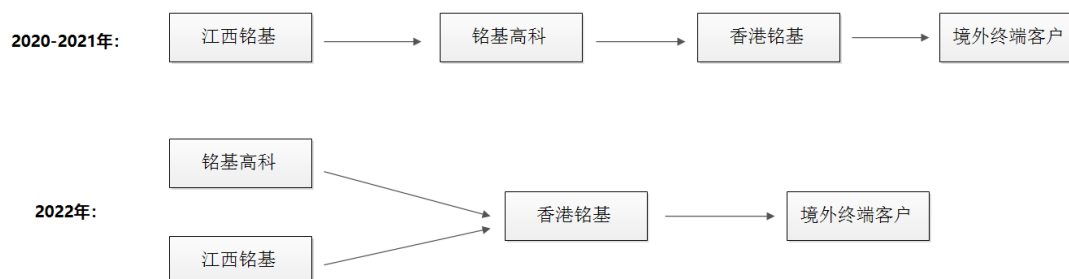 2020-2021年：
江西铭基
铭基高科
香港铭基
境外终端客户
铭基高科
2022年：
香港铭基
境外终端客户
江西铭基